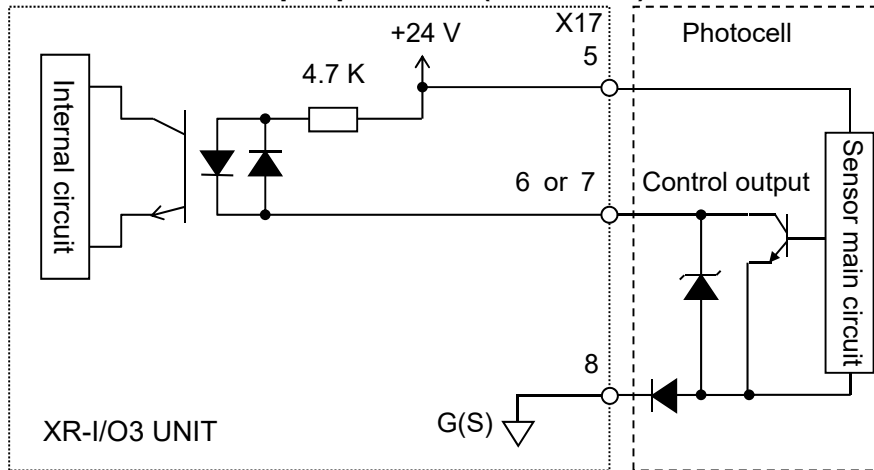 +24 V
X17
Photocell
5
4.7 K
Internal circuit
6 or 7
Control output
Sensor main circuit
8
G(S)
XR-I/O3 UNIT